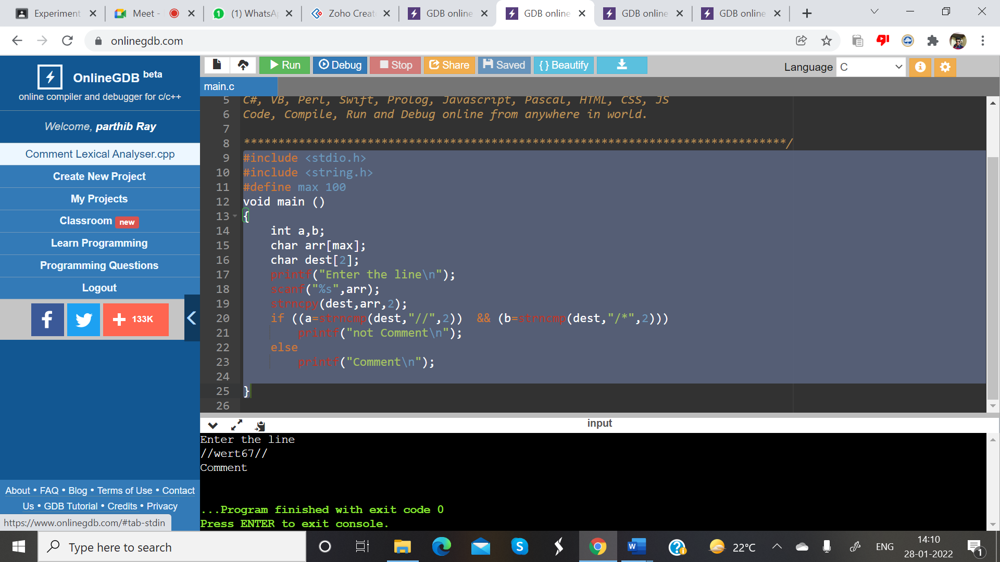 Experiment
Meet -
(1) WhatsAp
Zoho Creat
GDB online
GDB online
GDB online
GDB online
onlinegdb.com
OnlineGDB beta
online compiler and debugger for c/c++
Welcome, parthib Ray
Comment Lexical Analyser.cpp
Create New Project
My Projects
Classroom new
Learn Programming
Programming Questions
Logout
133K
About • FAQ • Blog • Terms of Use • Contact
Us • GDB Tutorial • Credits • Privacy
https://www.onlinegdb.com/#tab-stdin
Run
Debug
Stop
Share
Saved
{ } Beautify
Language C
main.c
5 C#, VB, Perl, Swift, Prolog, Javascript, Pascal, HTML, CSS, JS
6 Code, Compile, Run and Debug online from anywhere in world.
7
8 *******************************************************************************/
9 #include <stdio.h>
10 #include <string.h>
11 #define max 100
12 void main ()
13 {
14 int a,b;
15 char arr[max];
16 char dest[2];
17 printf("Enter the line\n");
18 scanf("%s",arr);
19 strncpy(dest,arr,2);
20 if ((a=strncmp(dest,"//",2))  && (b=strncmp(dest,"/*",2)))
21 printf("not Comment\n");
22 else
23 printf("Comment\n");
24
25 }
26
input
Enter the line
//wert67//
Comment
...Program finished with exit code 0
Press ENTER to exit console.
Type here to search
22°C
ENG
14:10
28-01-2022
1